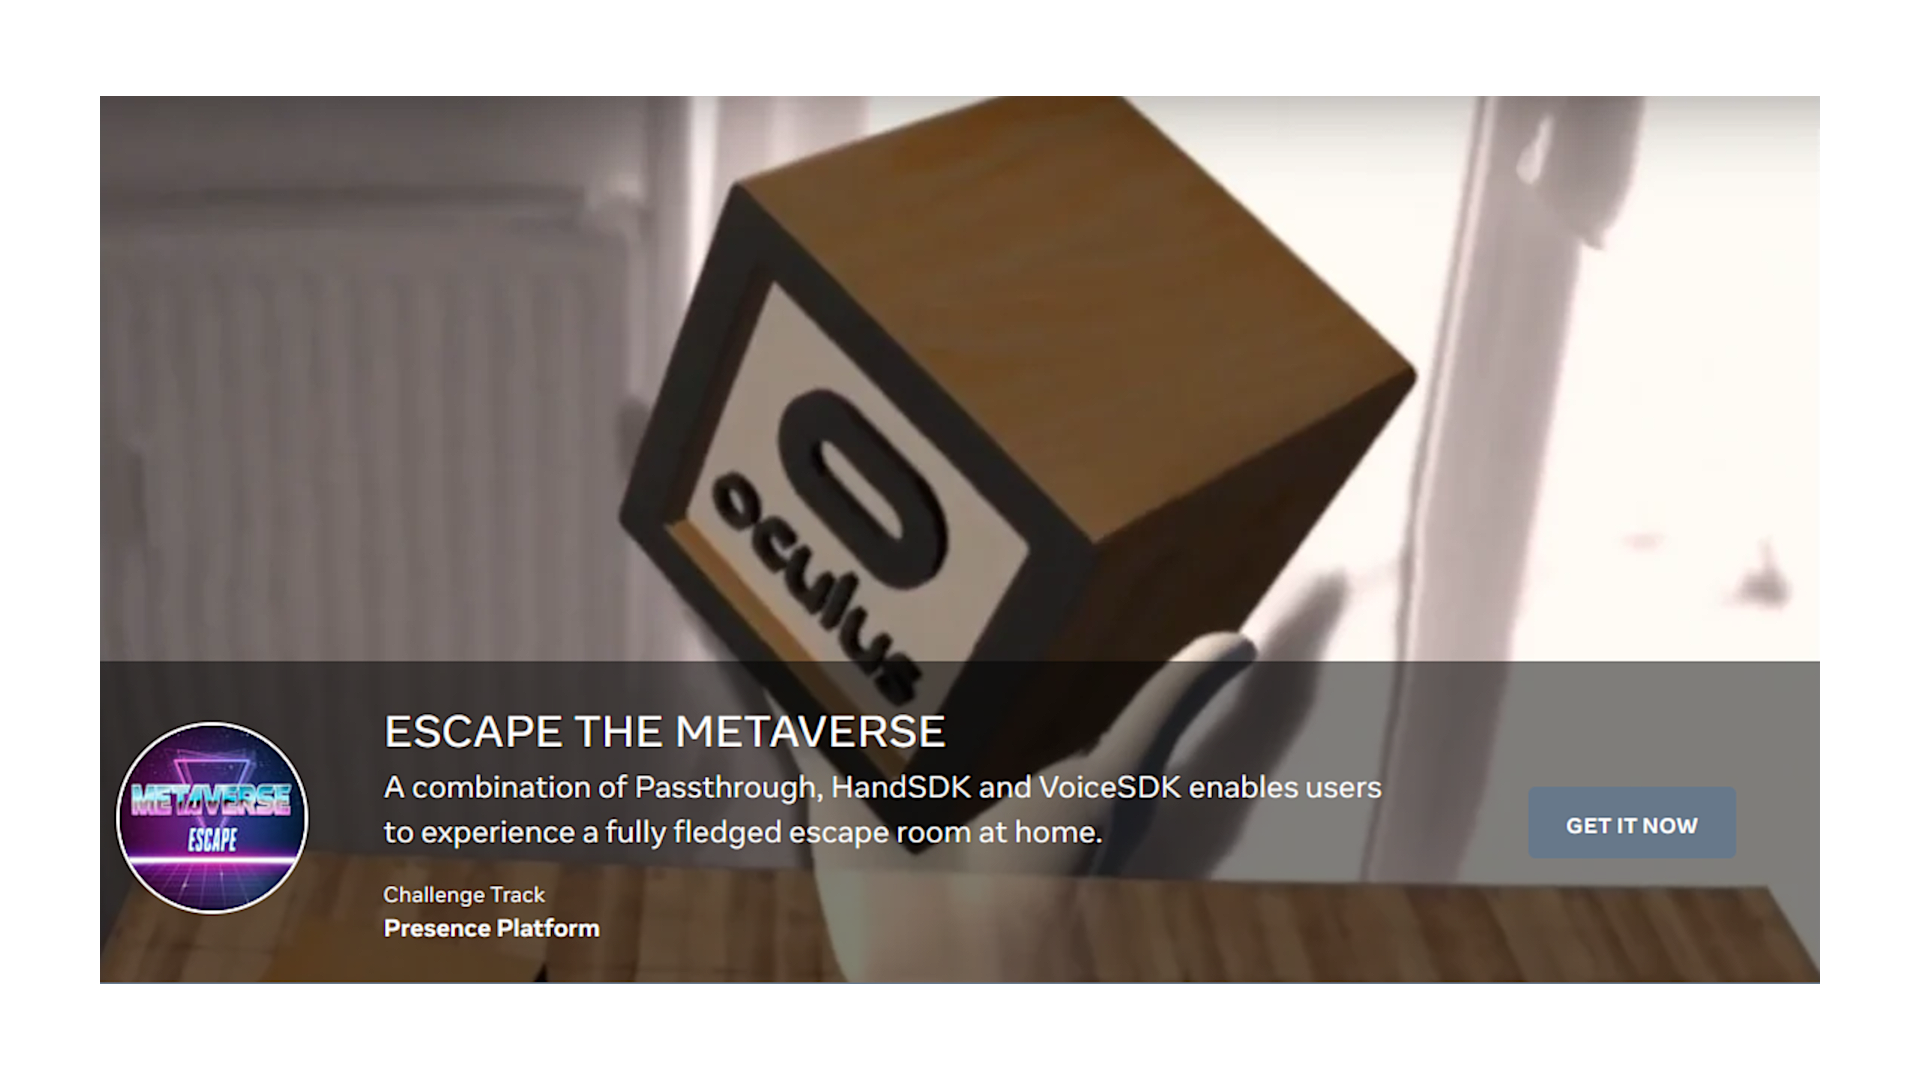 oculus
METAVERSE
ESCAPE
ESCAPE THE METAVERSE
A combination of Passthrough, HandSDK and VoiceSDK enables users
to experience a fully fledged escape room at home.
GET IT NOW
Challenge Track
Presence Platform